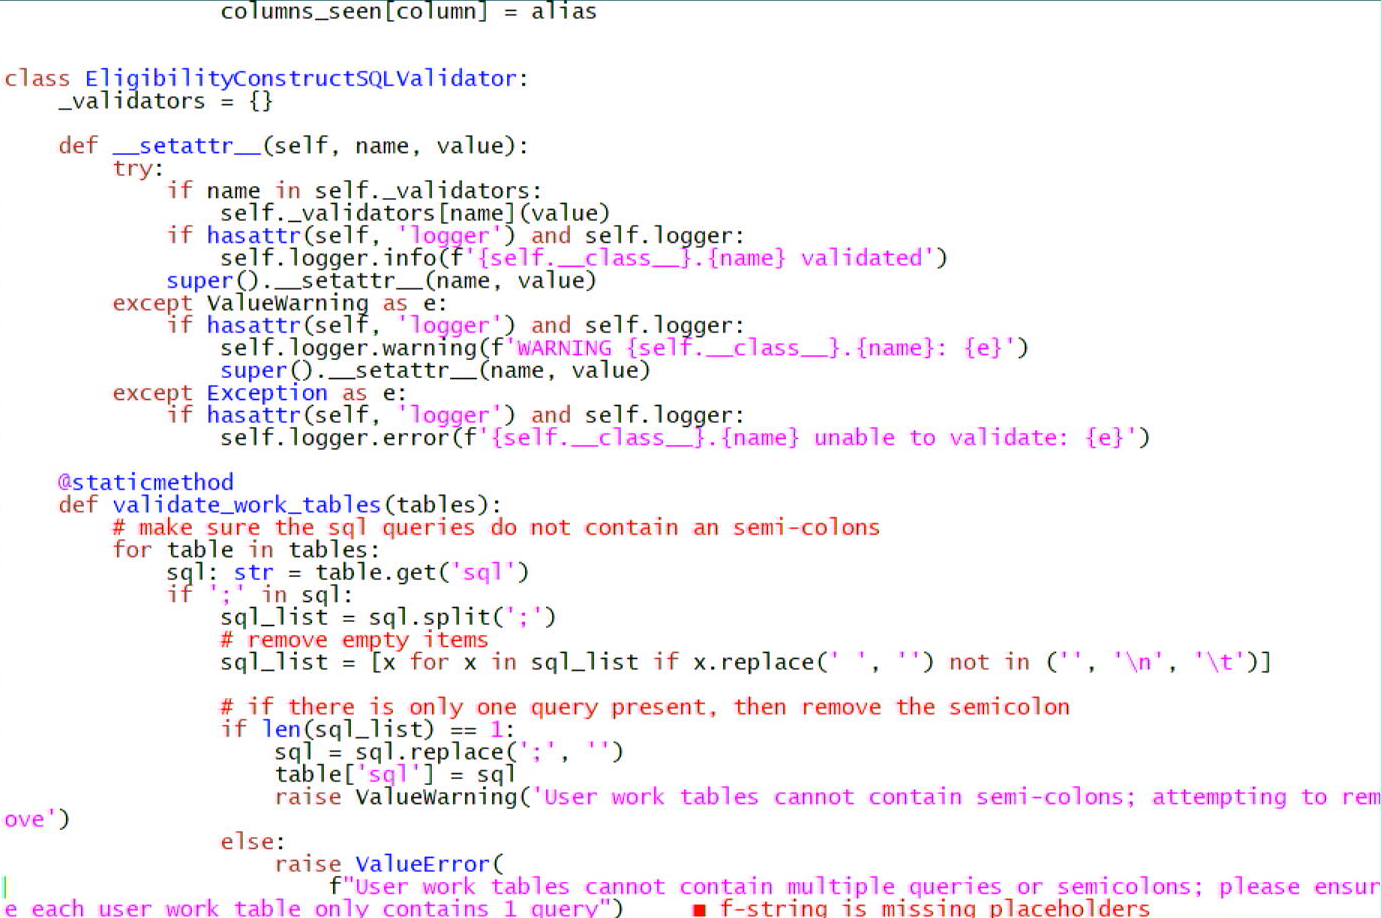 columns_seen[column] = alias


class EligibilityConstructSQLValidator:
    _validators = {}

    def __setattr__(self, name, value):
        try:
            if name in self._validators:
                self._validators[name](value)
            if hasattr(self, 'logger') and self.logger:
                self.logger.info(f'{self.__class__}.{name} validated')
            super().__setattr__(name, value)
        except ValueWarning as e:
            if hasattr(self, 'logger') and self.logger:
                self.logger.warning(f'WARNING {self.__class__}.{name}: {e}')
                super().__setattr__(name, value)
        except Exception as e:
            if hasattr(self, 'logger') and self.logger:
                self.logger.error(f'{self.__class__}.{name} unable to validate: {e}')

    @staticmethod
    def validate_work_tables(tables):
        # make sure the sql queries do not contain an semi-colons
        for table in tables:
            sql: str = table.get('sql')
            if ';' in sql:
                sql_list = sql.split(';')
                # remove empty items
                sql_list = [x for x in sql_list if x.replace(' ', '') not in ('', '\n', '\t')]

                # if there is only one query present, then remove the semicolon
                if len(sql_list) == 1:
                    sql = sql.replace(';', '')
                    table['sql'] = sql
                    raise ValueWarning('User work tables cannot contain semi-colons; attempting to rem
ove')
                else:
                    raise ValueError(
                        f"User work tables cannot contain multiple queries or semicolons; please ensur
e each user work table only contains 1 query")     ■ f-string is missing placeholders